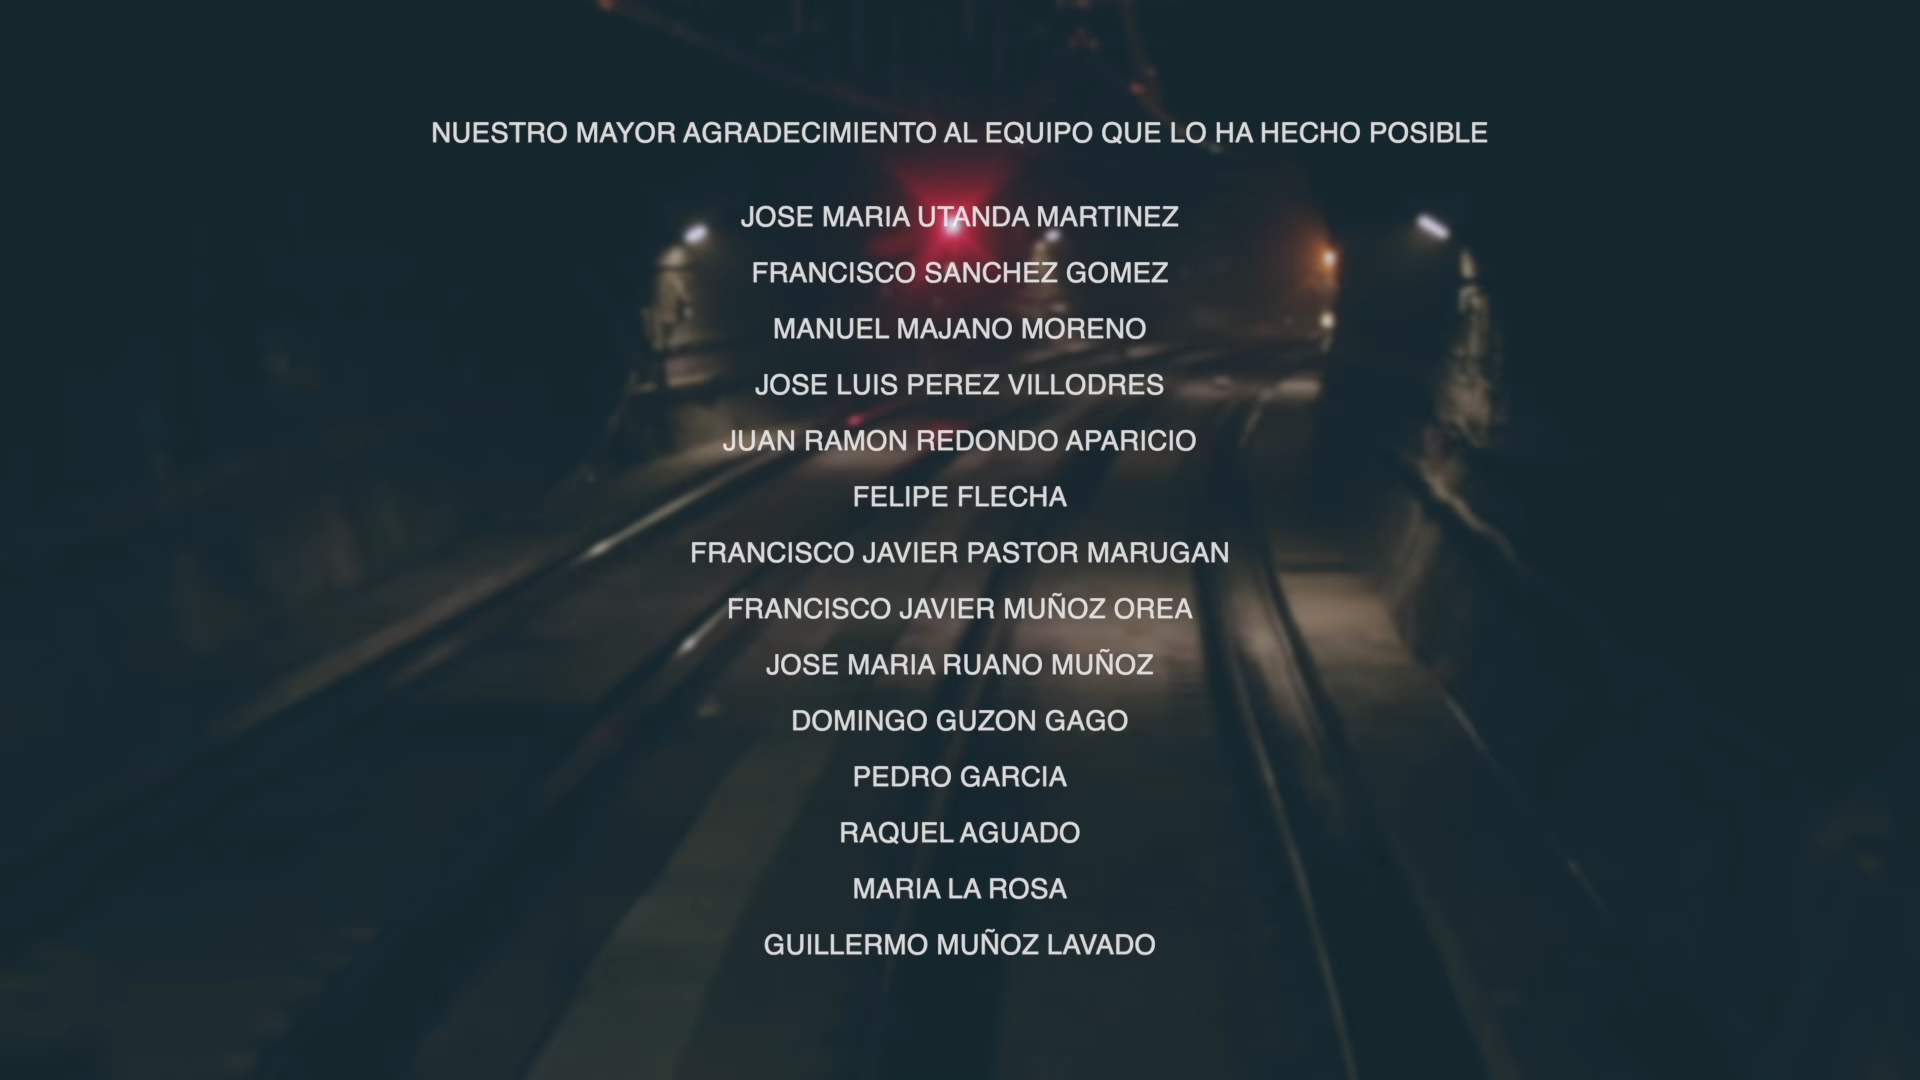 NUESTRO MAYOR AGRADECIMIENTO AL EQUIPO QUE LO HA HECHO POSIBLE
JOSE MARIA UTANDA MARTINEZ
FRANCISCO SANCHEZ GOMEZ
MANUEL MAJANO MORENO
JOSE LUIS PEREZ VILLODRES
JUAN RAMON REDONDO APARICIO
FELIPE FLECHA
FRANCISCO JAVIER PASTOR MARUGAN
FRANCISCO JAVIER MUÑOZ OREA
JOSE MARIA RUANO MUÑOZ
DOMINGO GUZON GAGO
PEDRO GARCIA
RAQUEL AGUADO
MARIA LA ROSA
GUILLERMO MUÑOZ LAVADO